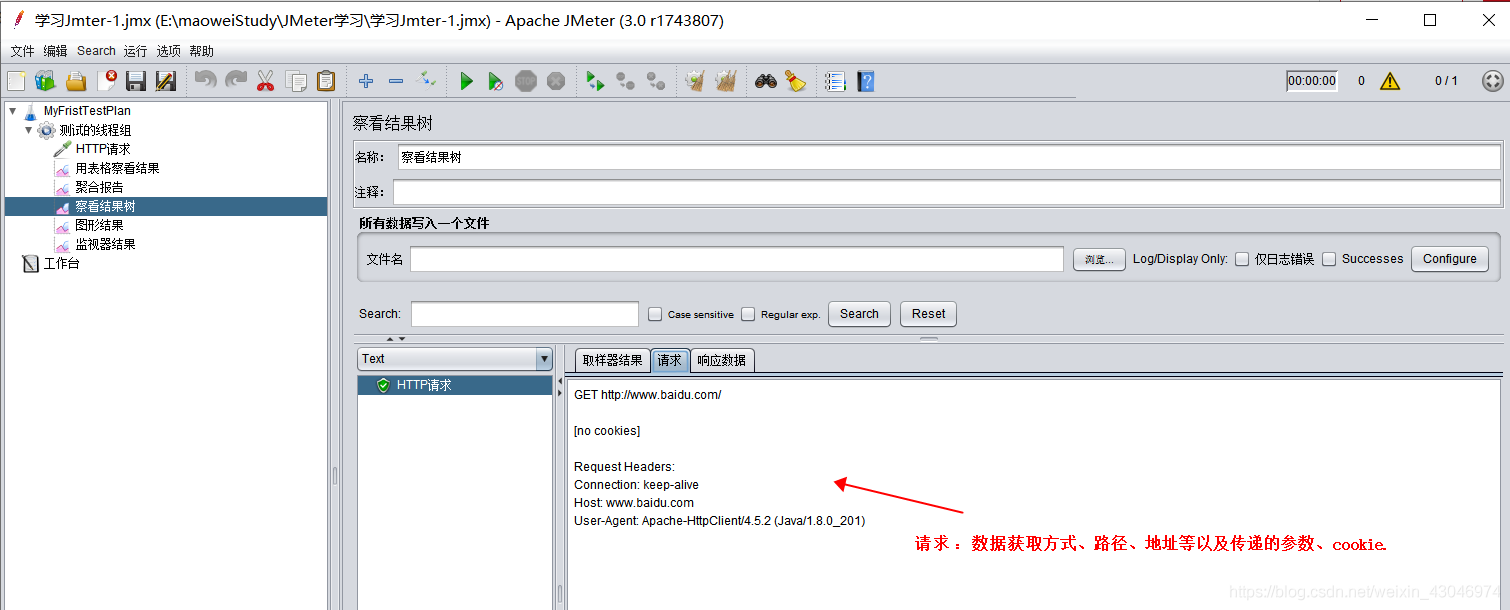 学习Jmter-1.jmx (E:\maoweiStudy\JMeter学习\学习Jmter-1.jmx) - Apache JMeter (3.0 r1743807)
文件 编辑 Search 运行 选项 帮助
00:00:00 0 0 / 1
MyFristTestPlan
测试的线程组
HTTP请求
用表格察看结果
聚合报告
察看结果树
图形结果
监视器结果
工作台
察看结果树
名称: 察看结果树
注释:
所有数据写入一个文件
文件名 浏览... Log/Display Only: 仅日志错误 Successes Configure
Search: Case sensitive Regular exp. Search Reset
Text
HTTP请求
取样器结果 请求 响应数据
GET http://www.baidu.com/
[no cookies]
Request Headers:
Connection: keep-alive
Host: www.baidu.com
User-Agent: Apache-HttpClient/4.5.2 (Java/1.8.0_201)
请求：数据获取方式、路径、地址等以及传递的参数、cookie.
https://blog.csdn.net/weixin_43046974